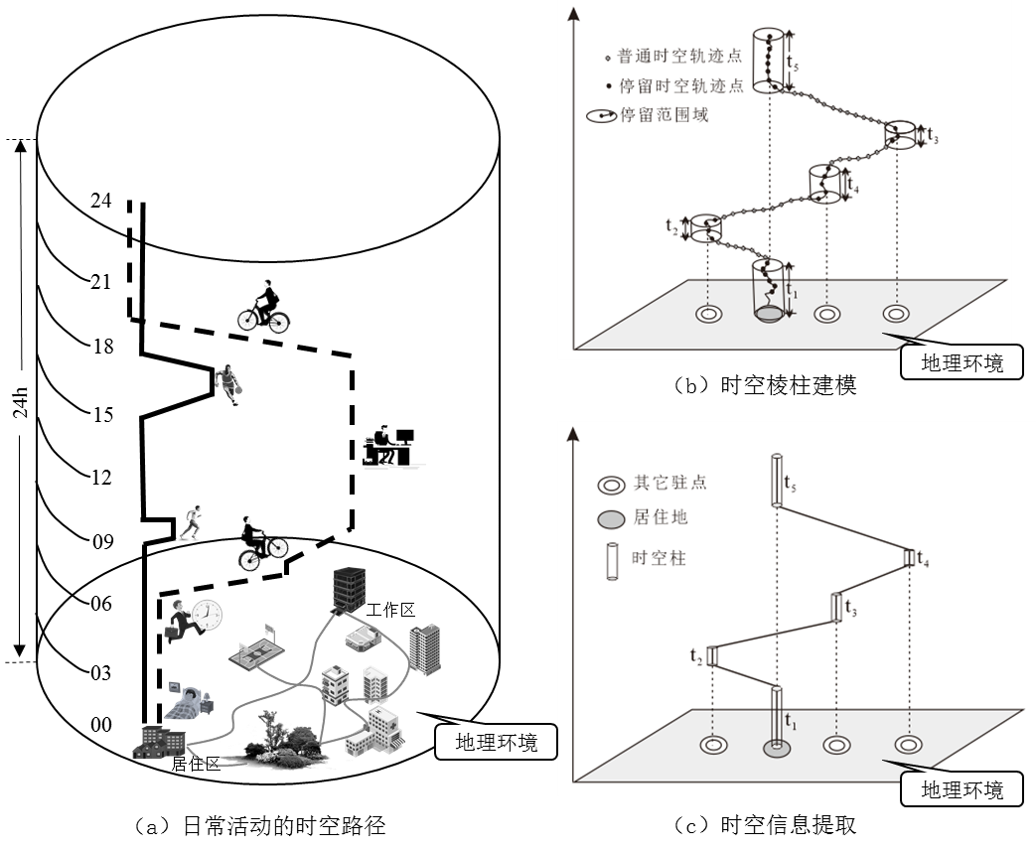 24h
24
21
18
15
12
09
06
03
00
工作区
居住区
地理环境
(a)日常活动的时空路径
普通时空轨迹点
停留时空轨迹点
停留范围域
t5
t3
t4
t2
t1
地理环境
(b)时空棱柱建模
其它驻点
居住地
时空柱
t5
t4
t3
t2
t1
地理环境
(c)时空信息提取